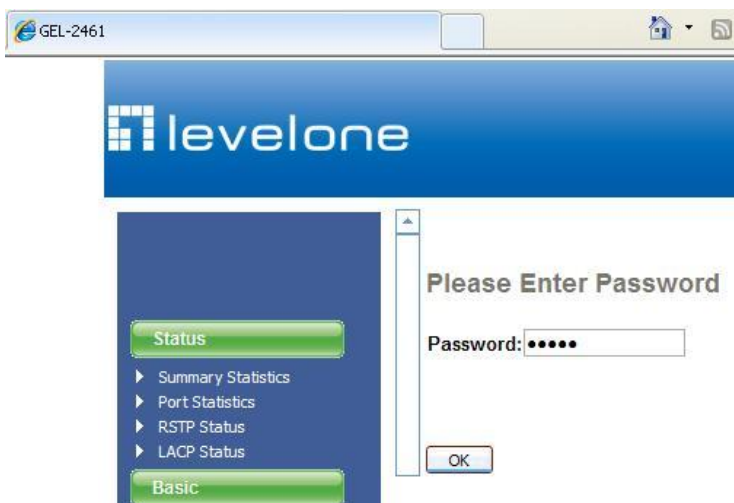 GEL-2461
levelone
Please Enter Password
Password: •••••
OK
Status
Summary Statistics
Port Statistics
RSTP Status
LACP Status
Basic